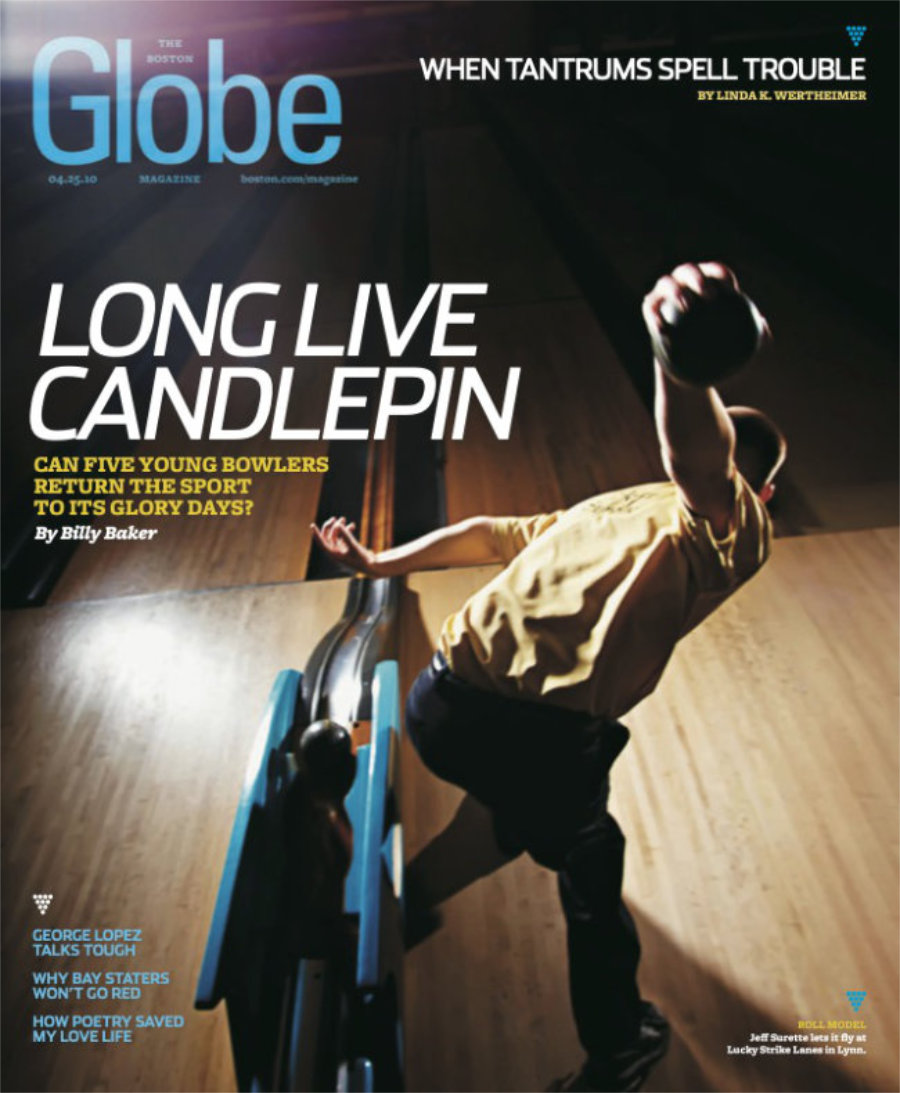 THE
BOSTON
Globe
04.25.10 MAGAZINE boston.com/magazine
WHEN TANTRUMS SPELL TROUBLE
BY LINDA K. WERTHEIMER
LONG LIVE
CANDLEPIN
CAN FIVE YOUNG BOWLERS
RETURN THE SPORT
TO ITS GLORY DAYS?
By Billy Baker
GEORGE LOPEZ
TALKS TOUGH
WHY BAY STATERS
WON'T GO RED
HOW POETRY SAVED
MY LOVE LIFE
ROLL MODEL
Jeff Surette lets it fly at
Lucky Strike Lanes in Lynn.